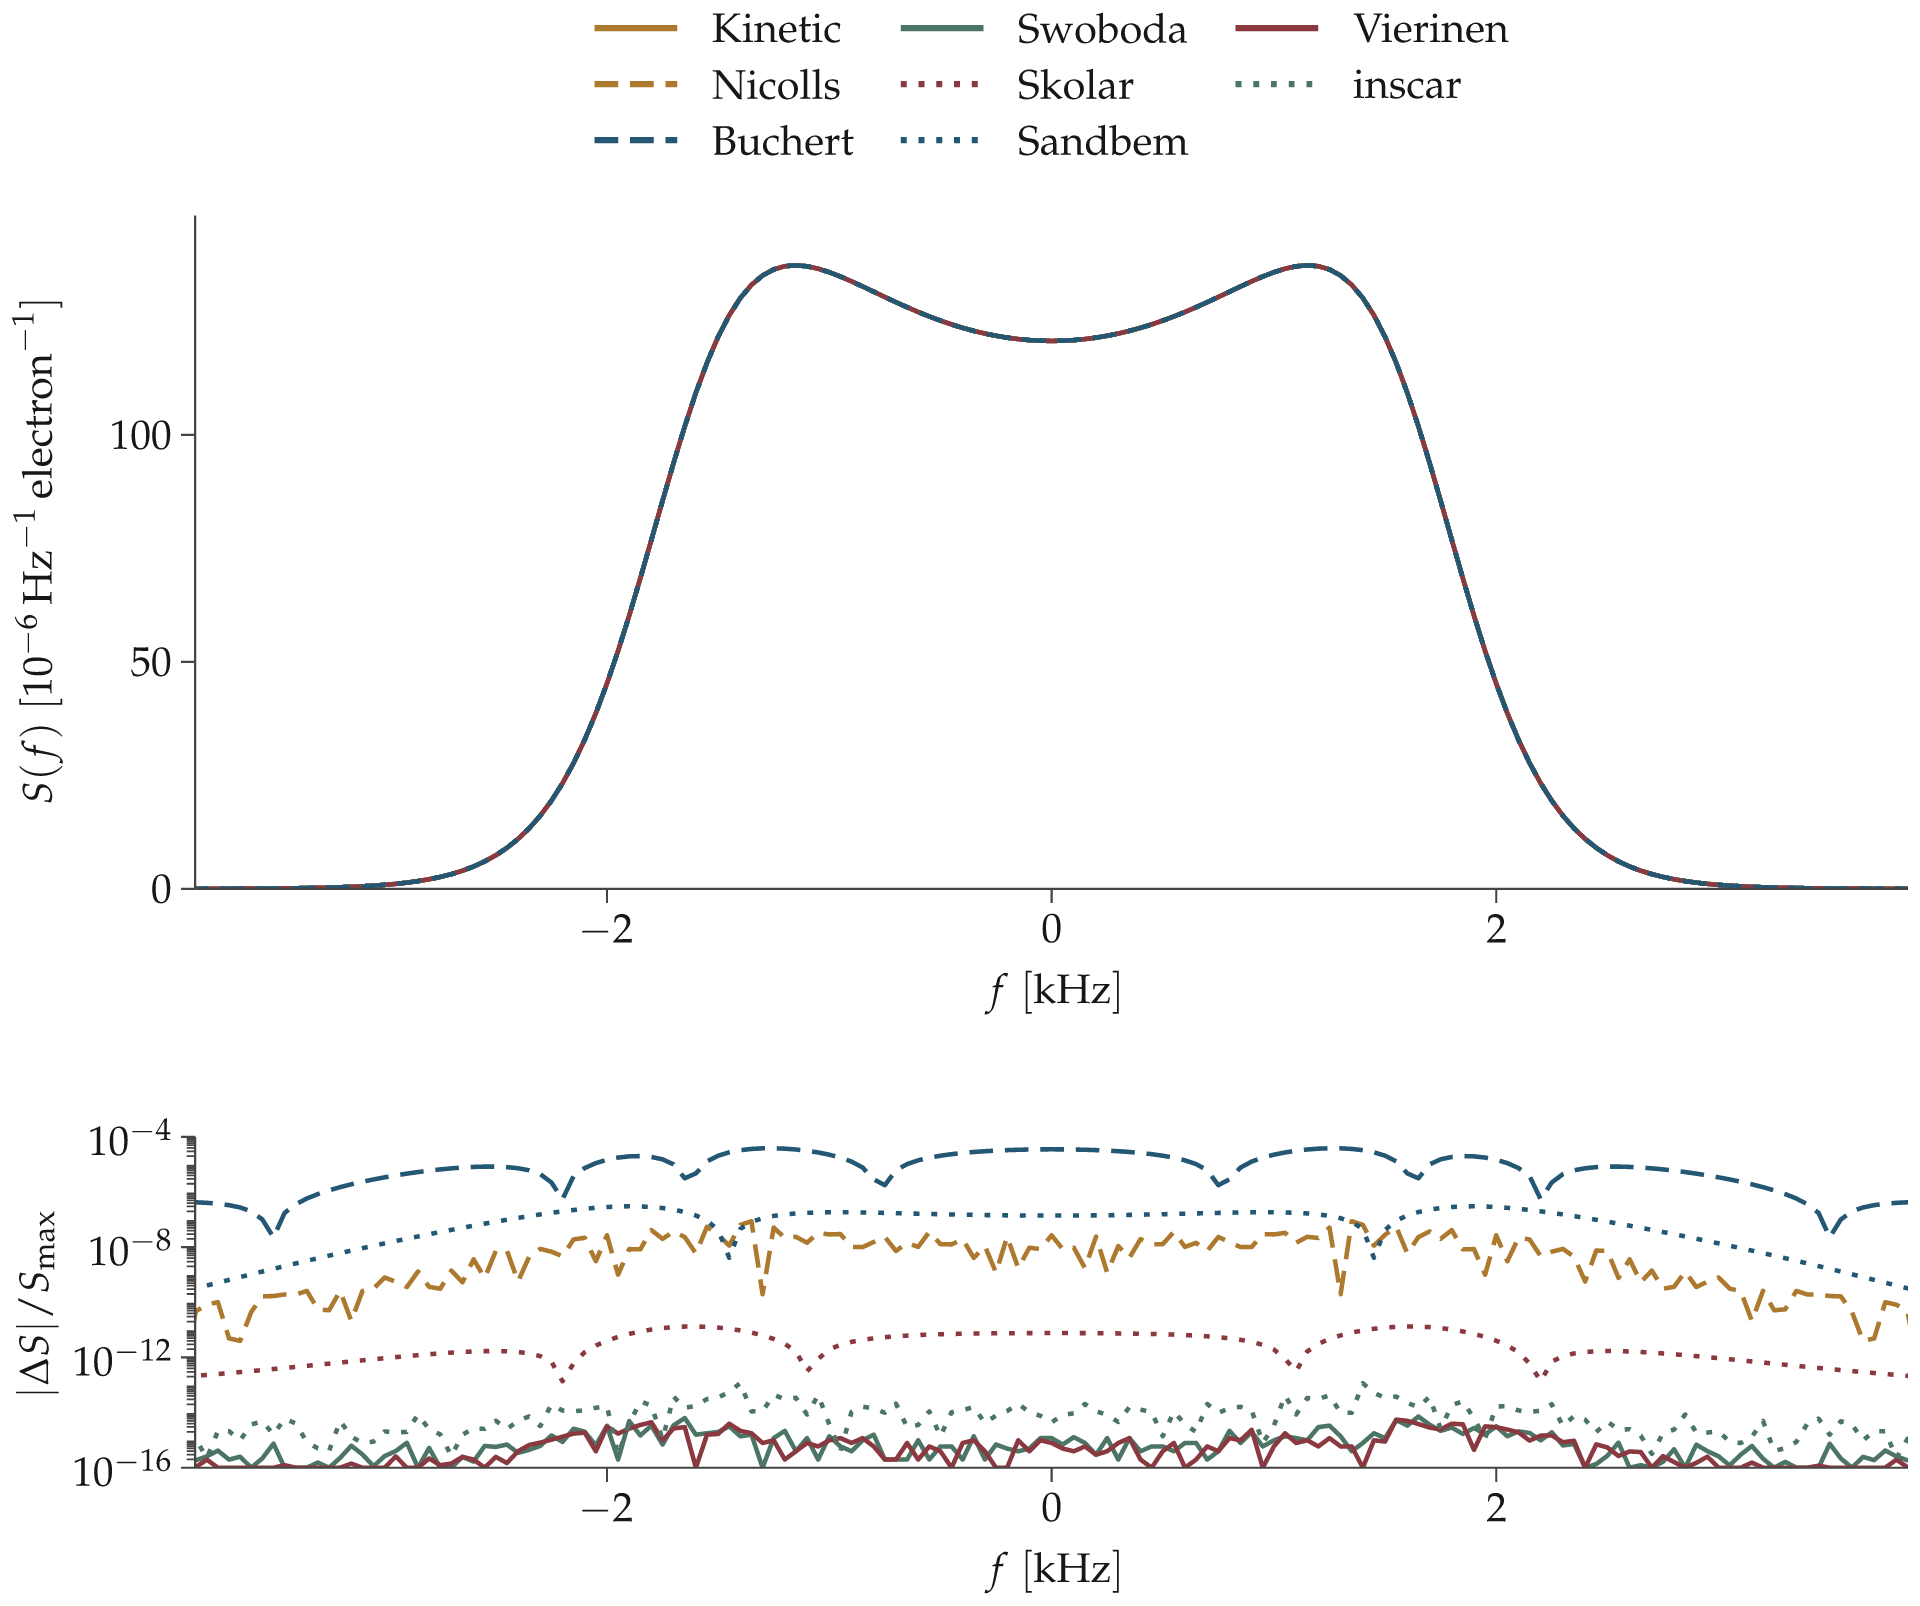 Kinetic Swoboda Vierinen
Nicolls Skolar inscar
Buchert Sandbem
S(f) [10⁻⁶ Hz⁻¹ electron⁻¹]
100
50
0
−2 0 2
f [kHz]
|ΔS| / Smax
10⁻⁴
10⁻⁸
10⁻¹²
10⁻¹⁶
−2 0 2
f [kHz]